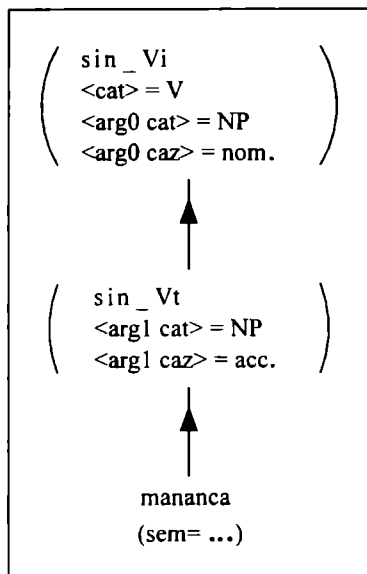 sin_Vi
<cat> = V
<arg0 cat> = NP
<arg0 caz> = nom.
sin_Vt
<arg1 cat> = NP
<arg1 caz> = acc.
mananca
(sem= ...)